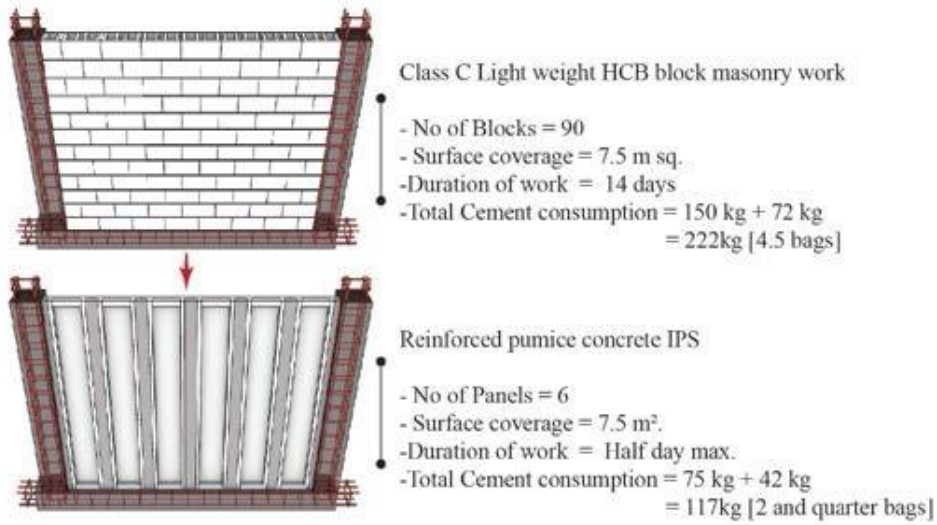 Class C Light weight HCB block masonry work
- No of Blocks = 90
- Surface coverage = 7.5 m sq.
-Duration of work = 14 days
-Total Cement consumption = 150 kg + 72 kg
= 222kg [4.5 bags]
Reinforced pumice concrete IPS
- No of Panels = 6
- Surface coverage = 7.5 m².
-Duration of work = Half day max.
-Total Cement consumption = 75 kg + 42 kg
= 117kg [2 and quarter bags]